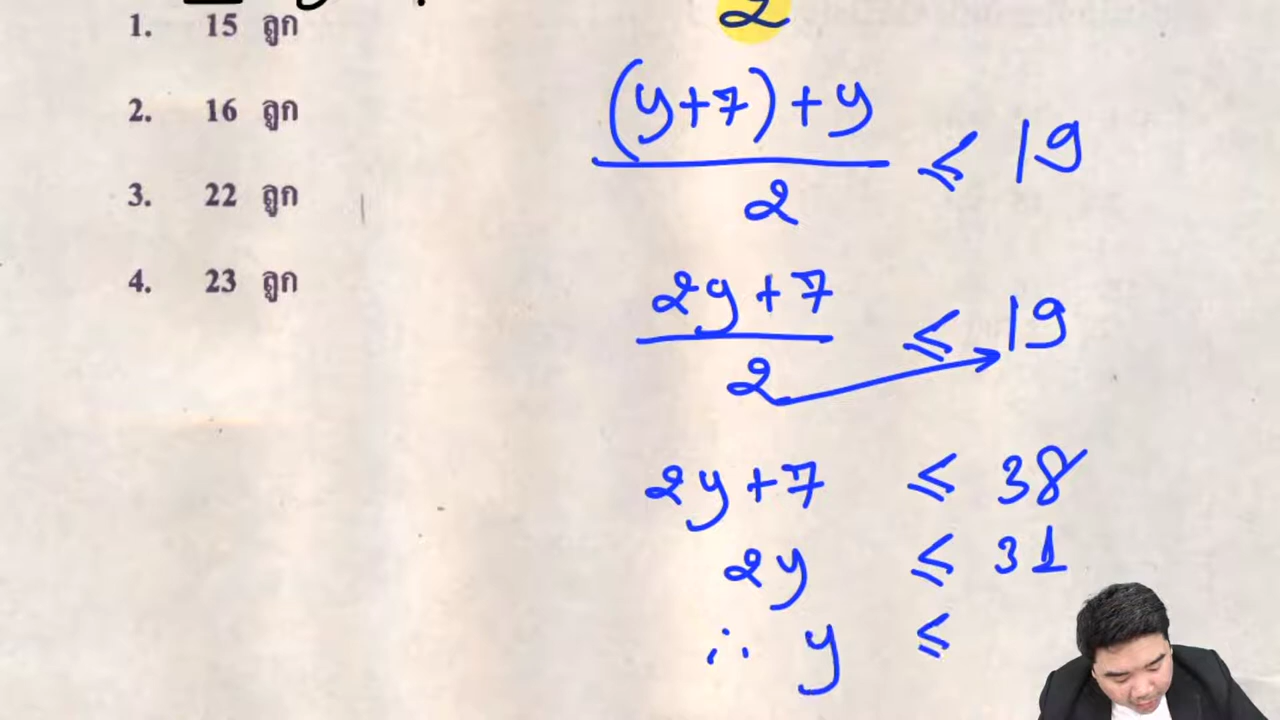 2
1. 15 ลูก
2. 16 ลูก
3. 22 ลูก
4. 23 ลูก
(y+7)+y
2
≤ 19
2y+7
2
≤ 19
2y+7 ≤ 38
2y ≤ 31
∴ y ≤